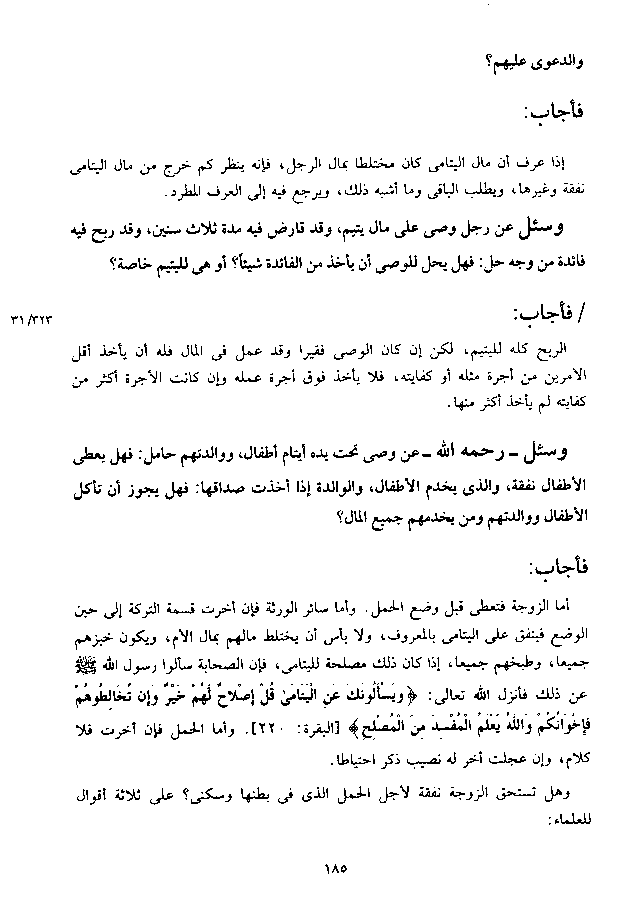 والدعوى عليهم؟
فأجاب:
إذا عرف أن مال اليتامى كان مختلطا بمال الرجل، فإنه ينظر كم خرج من مال اليتامى
نفقة وغيرها، ويطلب الباقى وما أشبه ذلك، ويرجع فيه إلى العرف المطرد.
وسئل عن رجل وصى على مال يتيم، وقد قارض فيه مدة ثلاث سنين، وقد ربح فيه
فائدة من وجه حل: فهل يحل للوصى أن يأخذ من الفائدة شيئاً؟ أو هى لليتيم خاصة؟
/ فأجاب:
٣١/٣٢٣
الربح كله لليتيم، لكن إن كان الوصى فقيرا وقد عمل فى المال فله أن يأخذ أقل
الأمرين من أجرة مثله أو كفايته، فلا يأخذ فوق أجرة عمله وإن كانت الأجرة أكثر من
كفايته لم يأخذ أكثر منها.
وسئل ـ رحمه الله ـ عن وصى تحت يده أيتام أطفال، ووالدتهم حامل: فهل يعطى
الأطفال نفقة، والذى يخدم الأطفال، والوالدة إذا أخذت صداقها: فهل يجوز أن تأكل
الأطفال ووالدتهم ومن يخدمهم جميع المال؟
فأجاب:
أما الزوجة فتعطى قبل وضع الحمل. وأما سائر الورثة فإن أخرت قسمة التركة إلى حين
الوضع فينفق على اليتامى بالمعروف، ولا بأس أن يختلط مالهم بمال الأم، ويكون خبزهم
جميعا، وطبخهم جميعا، إذا كان ذلك مصلحة لليتامى، فإن الصحابة سألوا رسول الله ﷺ
عن ذلك فأنزل الله تعالى: ﴿وَيَسْأَلُونَكَ عَنِ الْيَتَامَىٰ قُلْ إِصْلَاحٌ لَّهُمْ خَيْرٌ وَإِن تُخَالِطُوهُمْ
فَإِخْوَانُكُمْ وَاللَّهُ يَعْلَمُ الْمُفْسِدَ مِنَ الْمُصْلِحِ﴾ [البقرة: ٢٢٠]. وأما الحمل فإن أخرت فلا
كلام، وإن عجلت أخر له نصيب ذكر احتياطا.
وهل تستحق الزوجة نفقة لأجل الحمل الذى فى بطنها وسكنى؟ على ثلاثة أقوال
للعلماء:
١٨٥